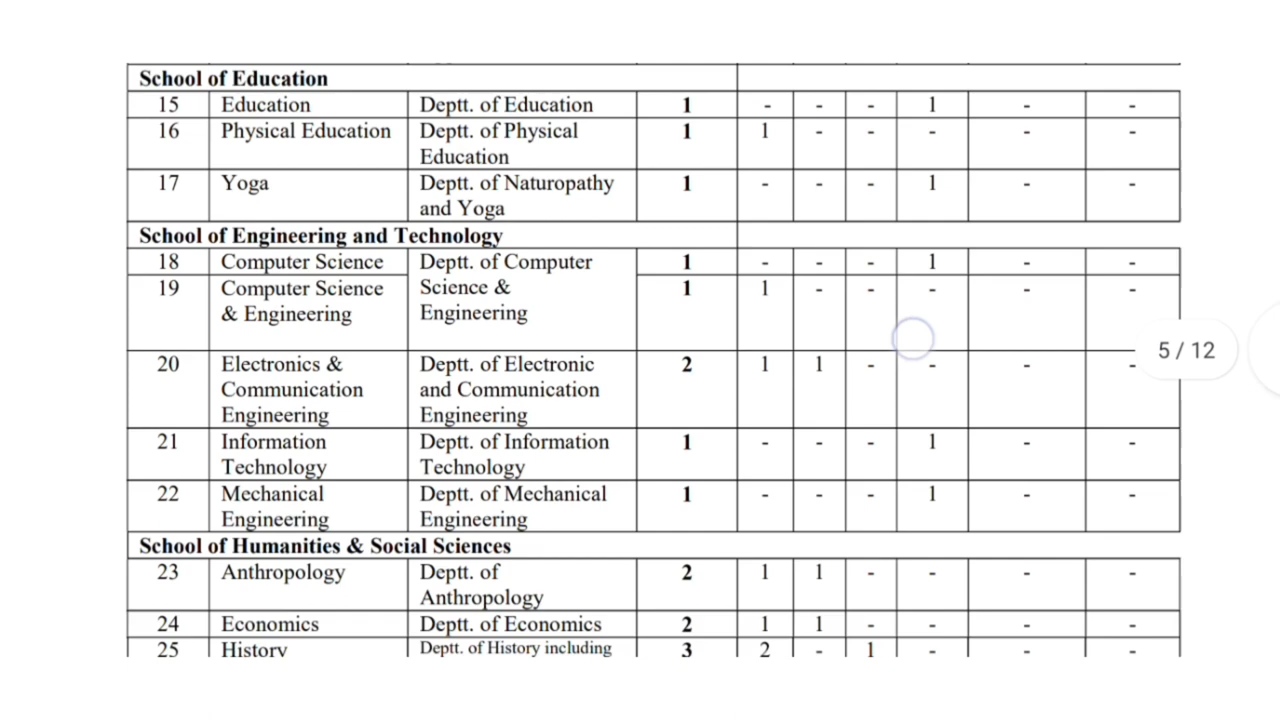 School of Education
15 Education Deptt. of Education 1 - - - 1 - -
16 Physical Education Deptt. of Physical 1 1 - - - - -
Education
17 Yoga Deptt. of Naturopathy 1 - - - 1 - -
and Yoga
School of Engineering and Technology
18 Computer Science Deptt. of Computer 1 - - - 1 - -
19 Computer Science Science & 1 1 - - - - -
& Engineering Engineering
5 / 12
20 Electronics & Deptt. of Electronic 2 1 1 - - - -
Communication and Communication
Engineering Engineering
21 Information Deptt. of Information 1 - - - 1 - -
Technology Technology
22 Mechanical Deptt. of Mechanical 1 - - - 1 - -
Engineering Engineering
School of Humanities & Social Sciences
23 Anthropology Deptt. of 2 1 1 - - - -
Anthropology
24 Economics Deptt. of Economics 2 1 1 - - - -
25 History Deptt. of History including 3 2 - 1 - - -